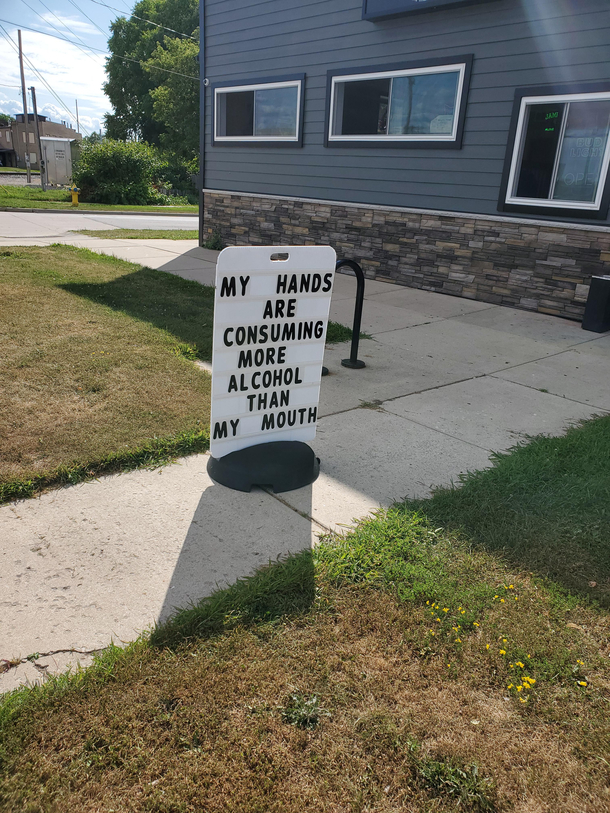 MY HANDS
ARE
CONSUMING
MORE
ALCOHOL
THAN
MY MOUTH